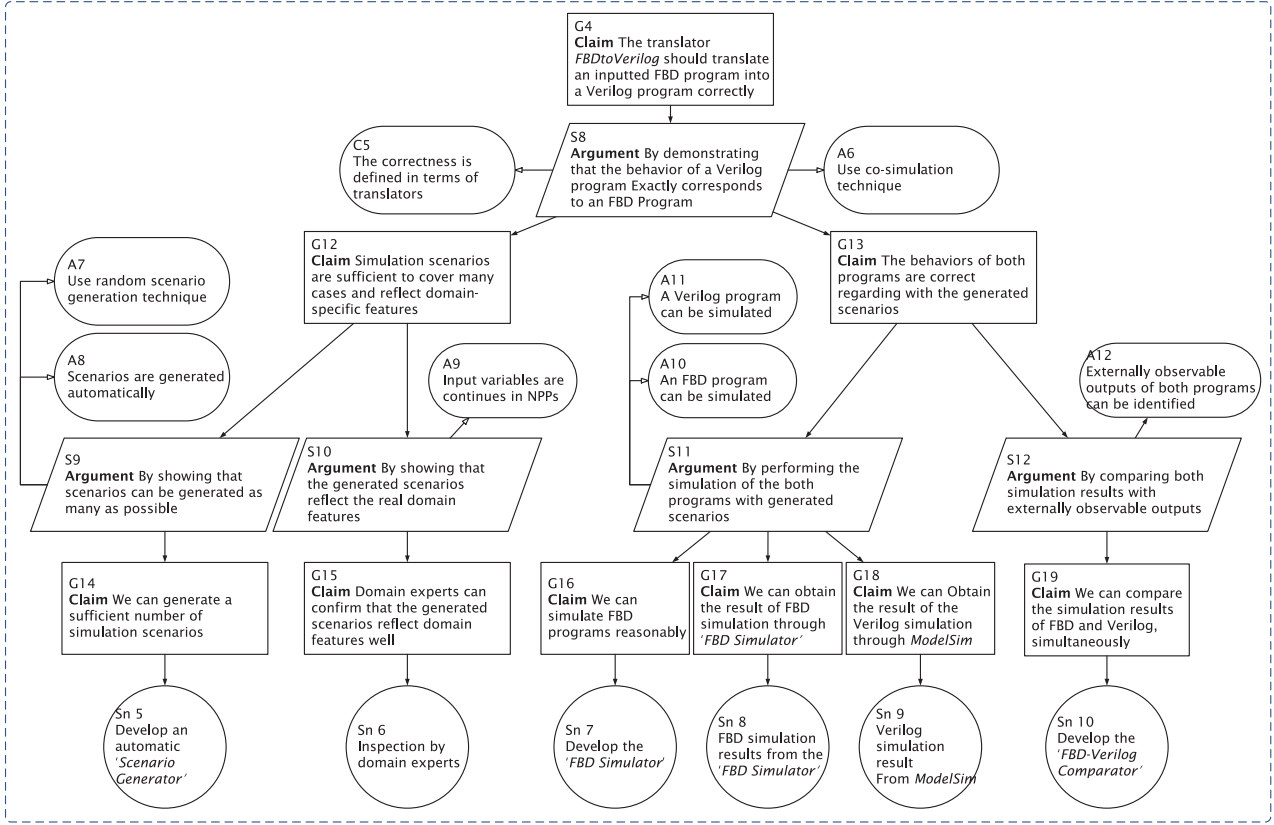 G4
Claim The translator
FBDtoVerilog should translate
an inputted FBD program into
a Verilog program correctly
C5
The correctness is
defined in terms of
translators
S8
Argument By demonstrating
that the behavior of a Verilog
program Exactly corresponds
to an FBD Program
A6
Use co-simulation
technique
G12
Claim Simulation scenarios
are sufficient to cover many
cases and reflect domain-
specific features
G13
Claim The behaviors of both
programs are correct
regarding with the generated
scenarios
A7
Use random scenario
generation technique
A8
Scenarios are generated
automatically
A9
Input variables are
continues in NPPs
A11
A Verilog program
can be simulated
A10
An FBD program
can be simulated
A12
Externally observable
outputs of both programs
can be identified
S9
Argument By showing that
scenarios can be generated as
many as possible
S10
Argument By showing that
the generated scenarios
reflect the real domain
features
S11
Argument By performing the
simulation of the both
programs with generated
scenarios
S12
Argument By comparing both
simulation results with
externally observable outputs
G14
Claim We can generate a
sufficient number of
simulation scenarios
G15
Claim Domain experts can
confirm that the generated
scenarios reflect domain
features well
G16
Claim We can
simulate FBD
programs reasonably
G17
Claim We can obtain
the result of FBD
simulation through
'FBD Simulator'
G18
Claim We can Obtain
the result of the
Verilog simulation
through ModelSim
G19
Claim We can compare
the simulation results
of FBD and Verilog,
simultaneously
Sn 5
Develop an
automatic
'Scenario
Generator'
Sn 6
Inspection by
domain experts
Sn 7
Develop the
'FBD Simulator'
Sn 8
FBD simulation
results from the
'FBD Simulator'
Sn 9
Verilog
simulation
result
From ModelSim
Sn 10
Develop the
'FBD-Verilog
Comparator'